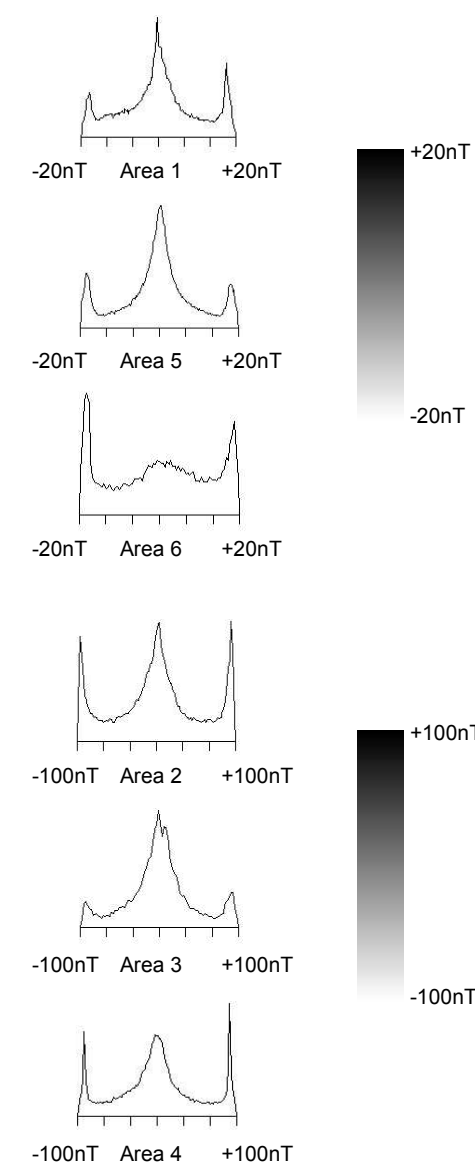 +20nT
-20nT Area 1 +20nT
-20nT Area 5 +20nT
-20nT
-20nT Area 6 +20nT
+100nT
-100nT Area 2 +100nT
-100nT Area 3 +100nT
-100nT
-100nT Area 4 +100nT